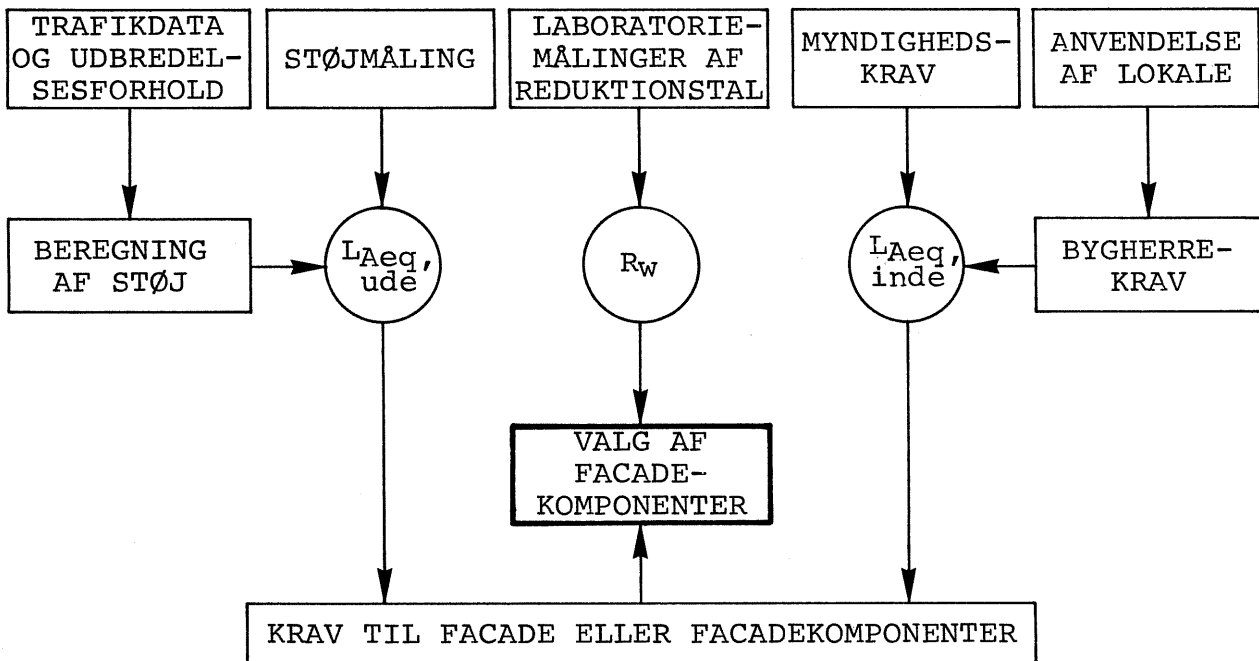 TRAFIKDATA
OG UDBREDEL-
SESFORHOLD
STØJMÅLING
LABORATORIE-
MÅLINGER AF
REDUKTIONSTAL
MYNDIGHEDS-
KRAV
ANVENDELSE
AF LOKALE
BEREGNING
AF STØJ
LAeq,
ude
Rw
LAeq,
inde
BYGHERRE-
KRAV
VALG AF
FACADE-
KOMPONENTER
KRAV TIL FACADE ELLER FACADEKOMPONENTER